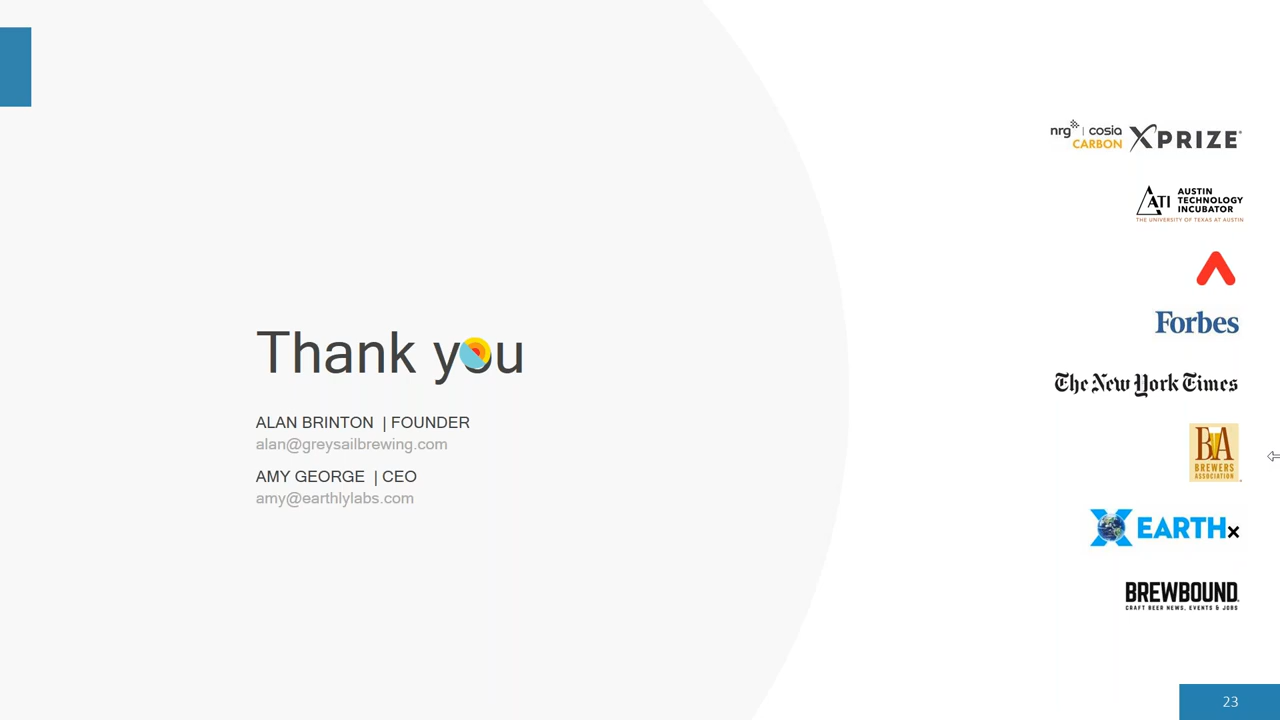 Thank you
ALAN BRINTON | FOUNDER
alan@greysailbrewing.com
AMY GEORGE | CEO
amy@earthlylabs.com
nrg | cosia
CARBON XPRIZE
ATI AUSTIN
TECHNOLOGY
INCUBATOR
THE UNIVERSITY OF TEXAS AT AUSTIN
Forbes
The New York Times
BA
BREWERS
ASSOCIATION
X EARTHx
BREWBOUND
CRAFT BEER NEWS, EVENTS & JOBS
23